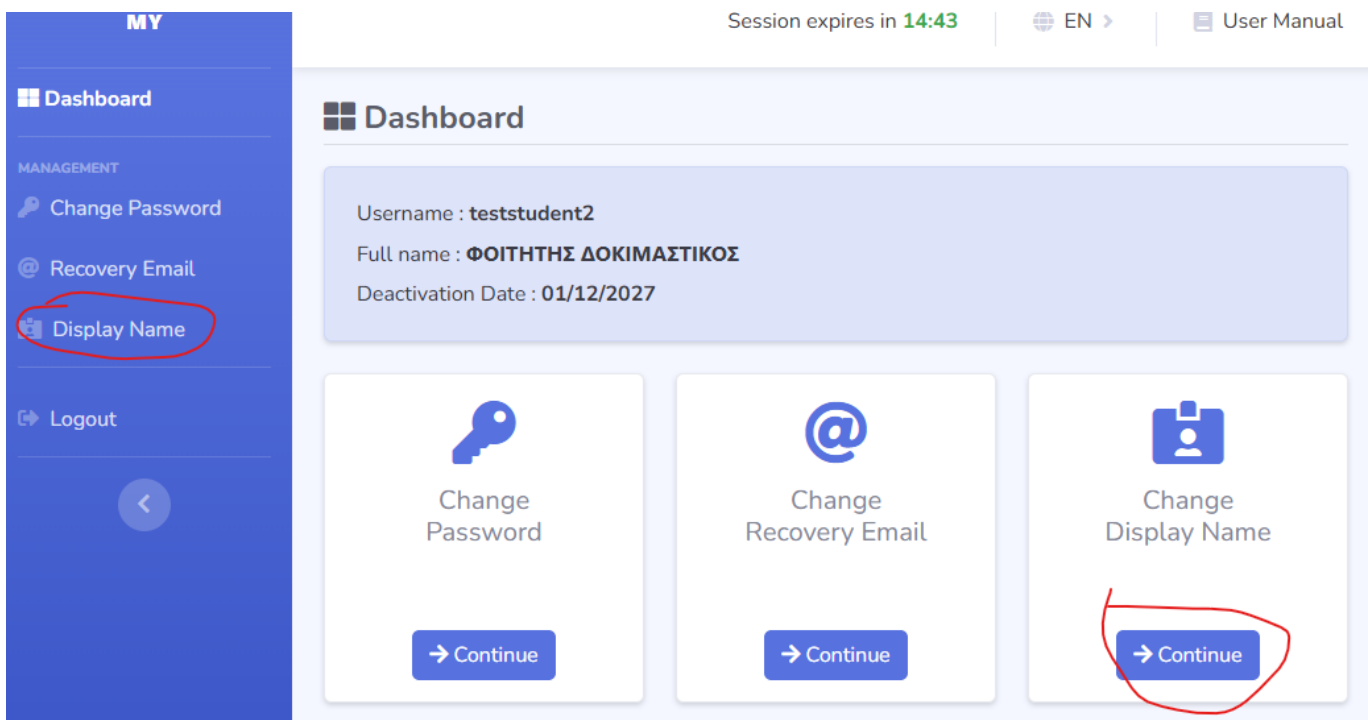 MY
Session expires in 14:43
EN
User Manual
Dashboard
MANAGEMENT
Change Password
Recovery Email
Display Name
Logout
Dashboard
Username : teststudent2
Full name : ΦΟΙΤΗΤΗΣ ΔΟΚΙΜΑΣΤΙΚΟΣ
Deactivation Date : 01/12/2027
Change
Password
Continue
Change
Recovery Email
Continue
Change
Display Name
Continue